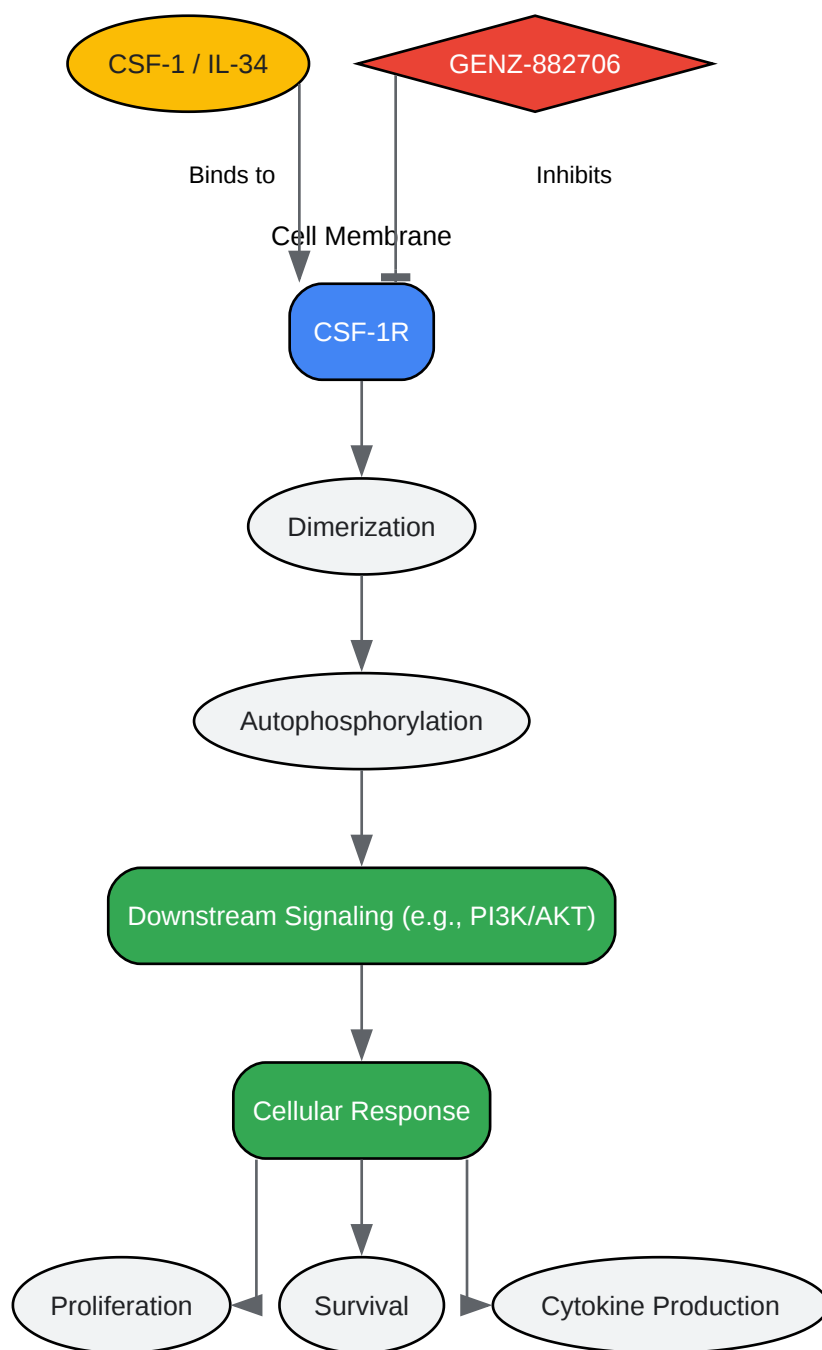 CSF-1 / IL-34
GENZ-882706
Binds to
Inhibits
Cell Membrane
CSF-1R
Dimerization
Autophosphorylation
Downstream Signaling (e.g., PI3K/AKT)
Cellular Response
Proliferation
Survival
Cytokine Production